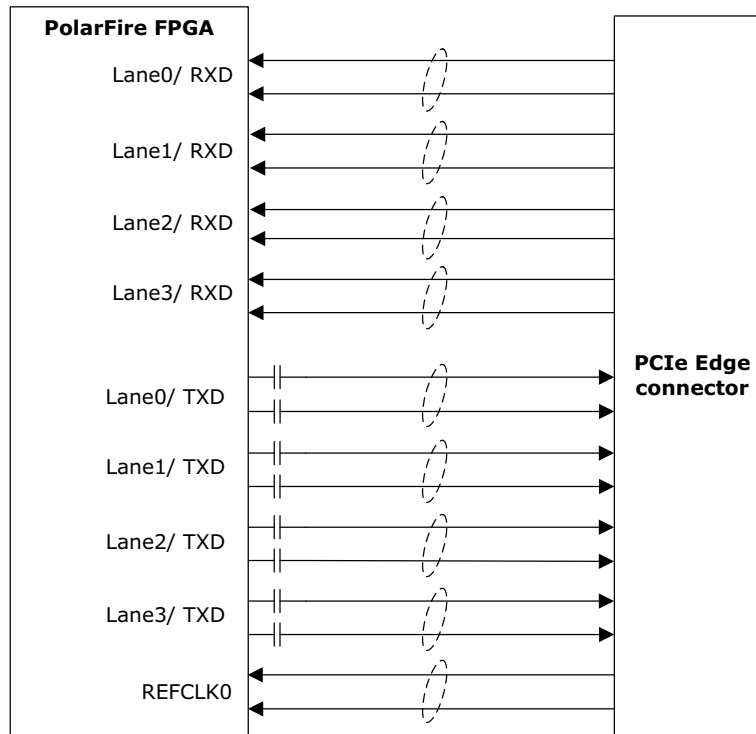 PolarFire FPGA
Lane0/ RXD
Lane1/ RXD
Lane2/ RXD
Lane3/ RXD
Lane0/ TXD
Lane1/ TXD
Lane2/ TXD
Lane3/ TXD
REFCLK0
PCIe Edge
connector